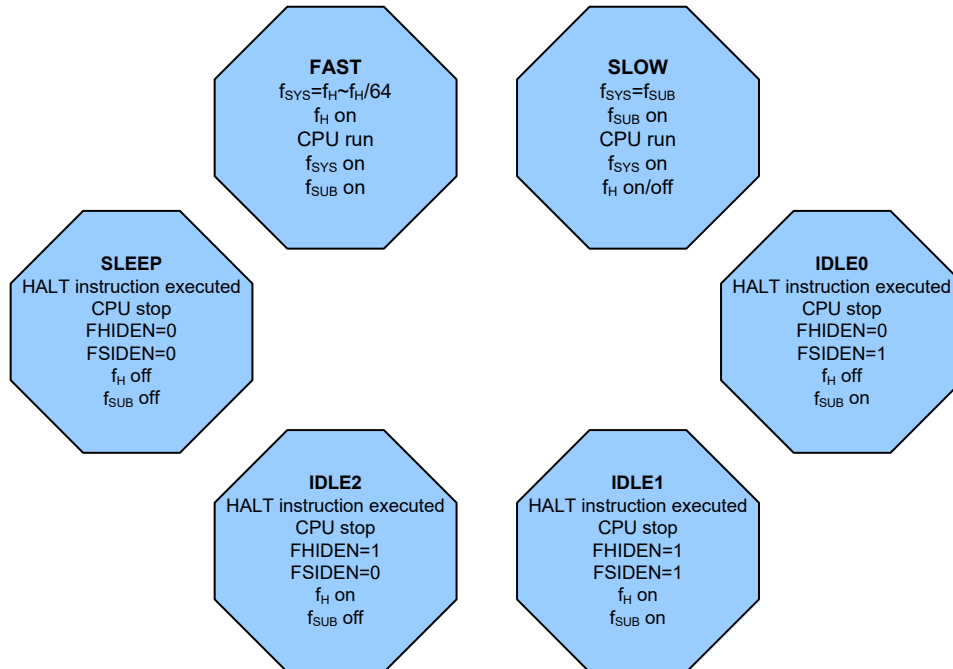 FAST
fSYS=fH~fH/64
fH on
CPU run
fSYS on
fSUB on
SLOW
fSYS=fSUB
fSUB on
CPU run
fSYS on
fH on/off
SLEEP
HALT instruction executed
CPU stop
FHIDEN=0
FSIDEN=0
fH off
fSUB off
IDLE0
HALT instruction executed
CPU stop
FHIDEN=0
FSIDEN=1
fH off
fSUB on
IDLE2
HALT instruction executed
CPU stop
FHIDEN=1
FSIDEN=0
fH on
fSUB off
IDLE1
HALT instruction executed
CPU stop
FHIDEN=1
FSIDEN=1
fH on
fSUB on